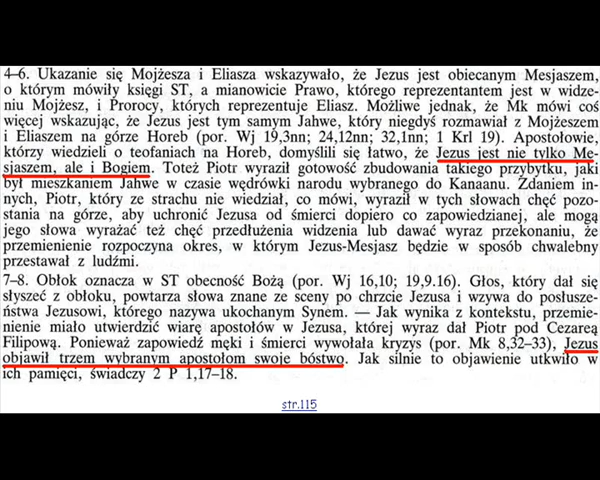 4–6. Ukazanie się Mojżesza i Eliasza wskazywało, że Jezus jest obiecanym Mesjaszem,
o którym mówiły księgi ST, a mianowicie Prawo, którego reprezentantem jest w widze-
niu Mojżesz, i Prorocy, których reprezentuje Eliasz. Możliwe jednak, że Mk mówi coś
więcej wskazując, że Jezus jest tym samym Jahwe, który niegdyś rozmawiał z Mojżeszem
i Eliaszem na górze Horeb (por. Wj 19,3nn; 24,12nn; 32,1nn; 1 Krl 19). Apostołowie,
którzy wiedzieli o teofaniach na Horeb, domyślili się łatwo, że Jezus jest nie tylko Me-
sjaszem, ale i Bogiem. Toteż Piotr wyraził gotowość zbudowania takiego przybytku, jaki
był mieszkaniem Jahwe w czasie wędrówki narodu wybranego do Kanaanu. Zdaniem in-
nych, Piotr, który ze strachu nie wiedział, co mówi, wyraził w tych słowach chęć pozo-
stania na górze, aby uchronić Jezusa od śmierci dopiero co zapowiedzianej, ale mogą
jego słowa wyrażać też chęć przedłużenia widzenia lub dawać wyraz przekonaniu, że
przemienienie rozpoczyna okres, w którym Jezus-Mesjasz będzie w sposób chwalebny
przestawał z ludźmi.
7–8. Obłok oznacza w ST obecność Bożą (por. Wj 16,10; 19,9.16). Głos, który dał się
słyszeć z obłoku, powtarza słowa znane ze sceny po chrzcie Jezusa i wzywa do posłusze-
ństwa Jezusowi, którego nazywa ukochanym Synem. — Jak wynika z kontekstu, przemie-
nienie miało utwierdzić wiarę apostołów w Jezusa, której wyraz dał Piotr pod Cezareą
Filipową. Ponieważ zapowiedź męki i śmierci wywołała kryzys (por. Mk 8,32–33), Jezus
objawił trzem wybranym apostołom swoje bóstwo. Jak silnie to objawienie utkwiło w
ich pamięci, świadczy 2 P 1,17–18.
str.115